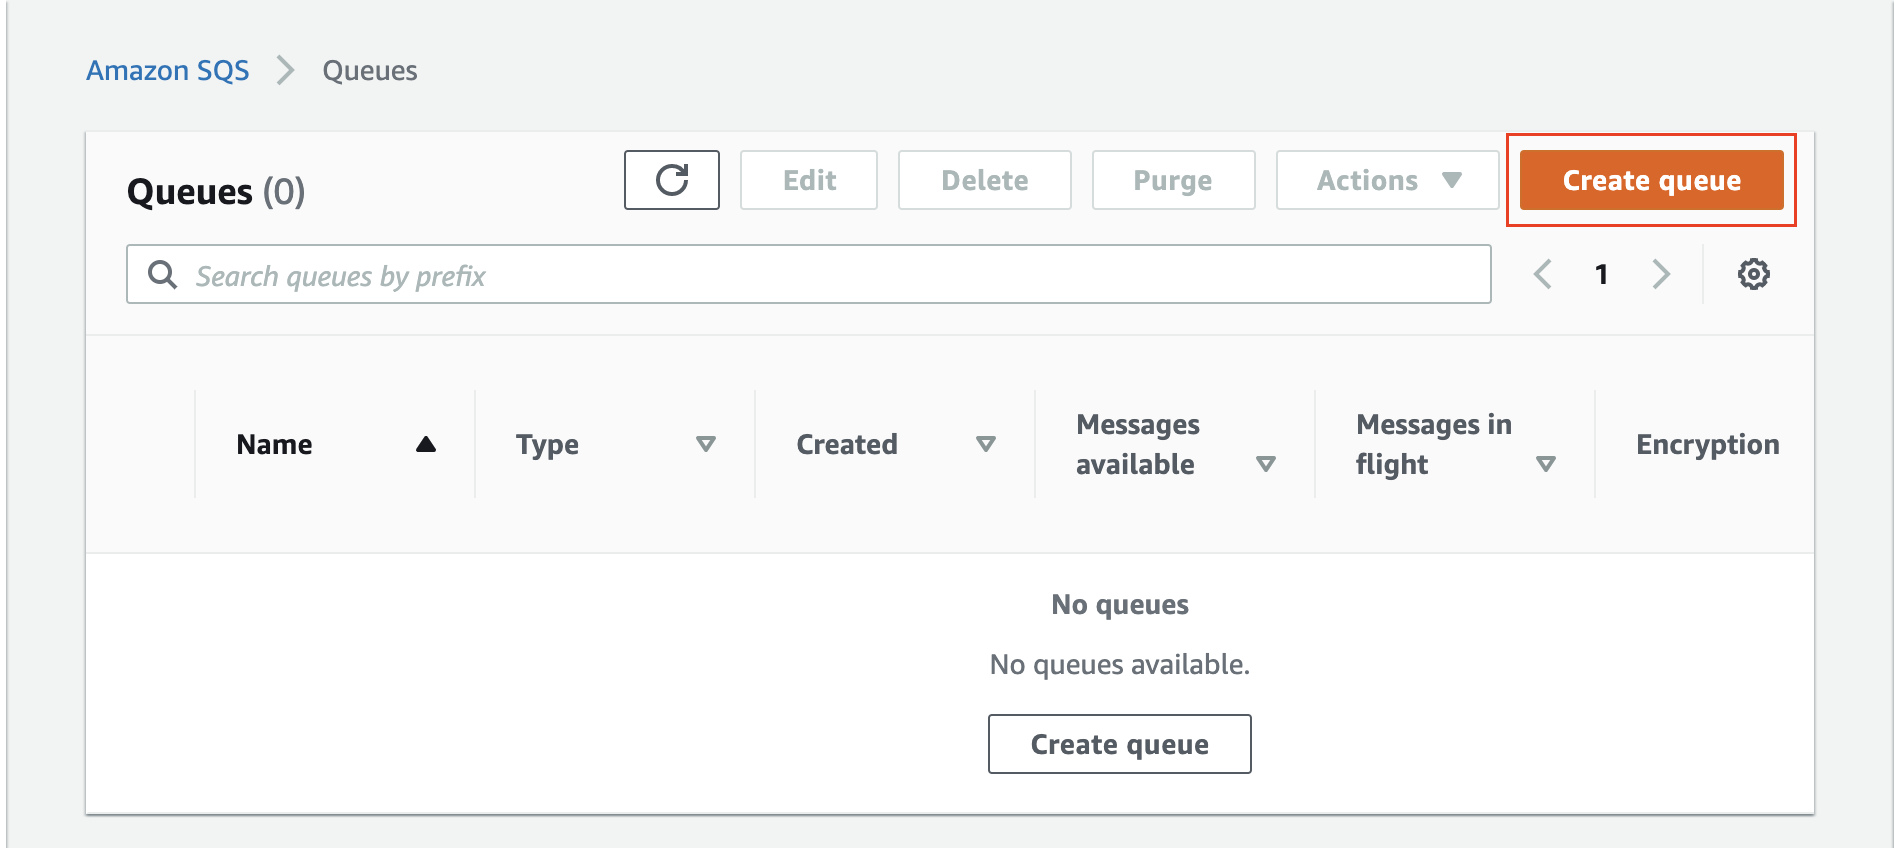 Amazon SQS > Queues
Queues (0)
Edit
Delete
Purge
Actions
Create queue
Search queues by prefix
1
Name
Type
Created
Messages available
Messages in flight
Encryption
No queues
No queues available.
Create queue